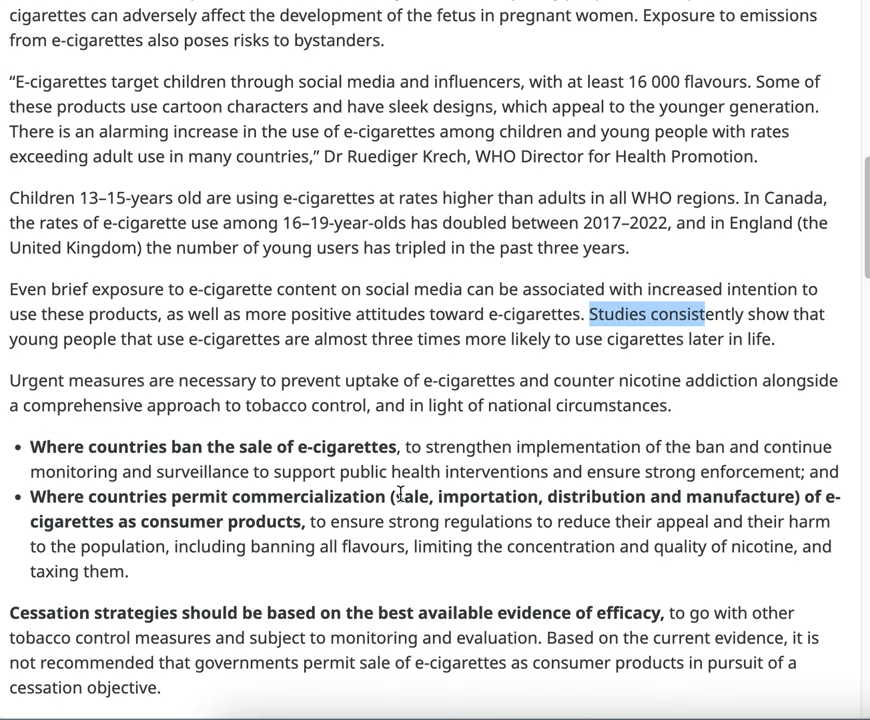 cigarettes can adversely affect the development of the fetus in pregnant women. Exposure to emissions
from e-cigarettes also poses risks to bystanders.
“E-cigarettes target children through social media and influencers, with at least 16 000 flavours. Some of
these products use cartoon characters and have sleek designs, which appeal to the younger generation.
There is an alarming increase in the use of e-cigarettes among children and young people with rates
exceeding adult use in many countries,” Dr Ruediger Krech, WHO Director for Health Promotion.
Children 13–15-years old are using e-cigarettes at rates higher than adults in all WHO regions. In Canada,
the rates of e-cigarette use among 16–19-year-olds has doubled between 2017–2022, and in England (the
United Kingdom) the number of young users has tripled in the past three years.
Even brief exposure to e-cigarette content on social media can be associated with increased intention to
use these products, as well as more positive attitudes toward e-cigarettes. Studies consistently show that
young people that use e-cigarettes are almost three times more likely to use cigarettes later in life.
Urgent measures are necessary to prevent uptake of e-cigarettes and counter nicotine addiction alongside
a comprehensive approach to tobacco control, and in light of national circumstances.
• Where countries ban the sale of e-cigarettes, to strengthen implementation of the ban and continue
monitoring and surveillance to support public health interventions and ensure strong enforcement; and
• Where countries permit commercialization (sale, importation, distribution and manufacture) of e-
cigarettes as consumer products, to ensure strong regulations to reduce their appeal and their harm
to the population, including banning all flavours, limiting the concentration and quality of nicotine, and
taxing them.
Cessation strategies should be based on the best available evidence of efficacy, to go with other
tobacco control measures and subject to monitoring and evaluation. Based on the current evidence, it is
not recommended that governments permit sale of e-cigarettes as consumer products in pursuit of a
cessation objective.